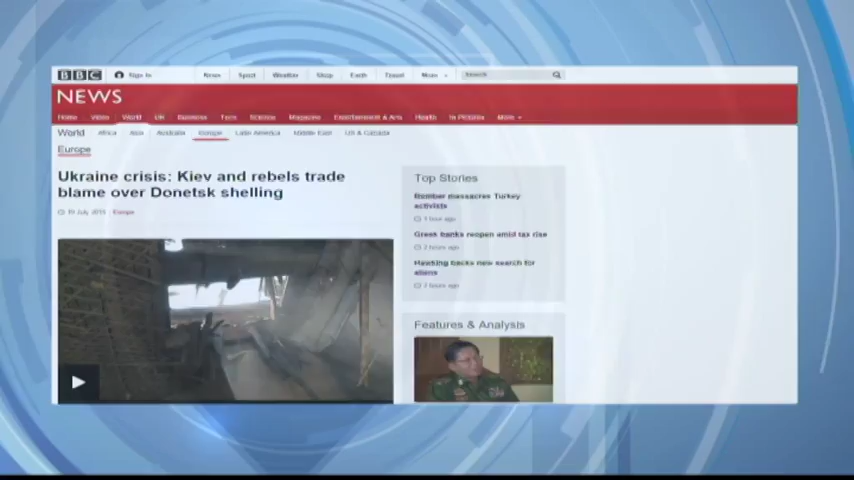 BBC Sign in News Sport Weather Shop Earth Travel More Search
NEWS
Home Video World UK Business Tech Science Magazine Entertainment & Arts Health In Pictures More
World Africa Asia Australia Europe Latin America Middle East US & Canada
Europe
Ukraine crisis: Kiev and rebels trade
blame over Donetsk shelling
19 July 2015 Europe
Top Stories
Bomber massacres Turkey
activists
1 hour ago
Greek banks reopen amid tax rise
2 hours ago
Hawking backs new search for
aliens
7 hours ago
Features & Analysis